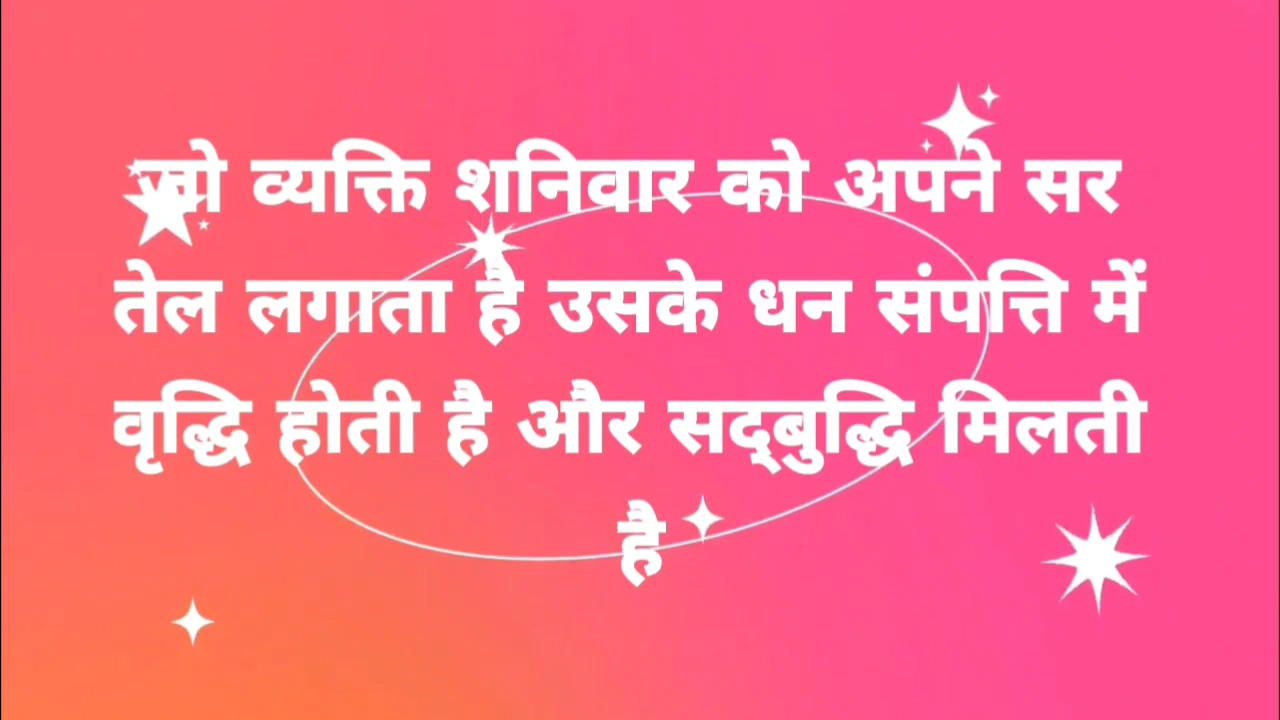 जो व्यक्ति शनिवार को अपने सर
तेल लगाता है उसके धन संपत्ति में
वृद्धि होती है और सद्बुद्धि मिलती
है